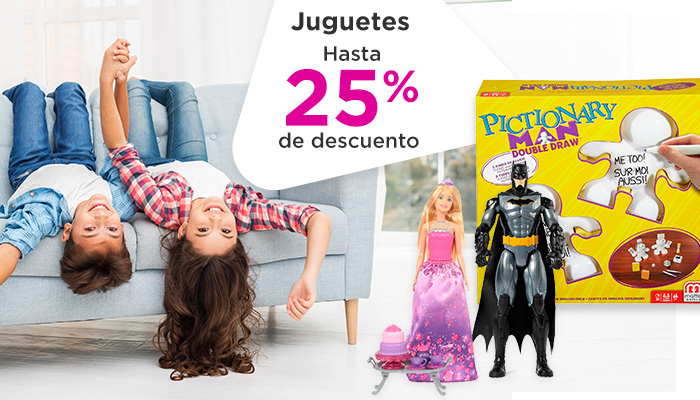 Juguetes
Hasta
25%
de descuento
PICTIONARY
MAN
DOUBLE DRAW
ME TOO!
SUR MOI
AUSSI!